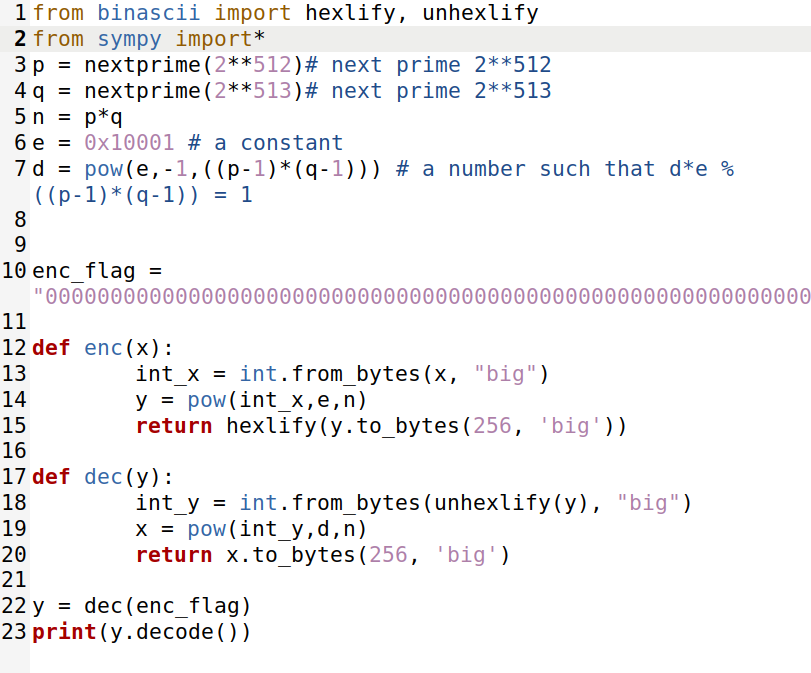 1 from binascii import hexlify, unhexlify
2 from sympy import*
3 p = nextprime(2**512)# next prime 2**512
4 q = nextprime(2**513)# next prime 2**513
5 n = p*q
6 e = 0x10001 # a constant
7 d = pow(e,-1,((p-1)*(q-1))) # a number such that d*e %
((p-1)*(q-1)) = 1
8
9
10 enc_flag =
"00000000000000000000000000000000000000000000000000000000000
11
12 def enc(x):
13 int_x = int.from_bytes(x, "big")
14 y = pow(int_x,e,n)
15 return hexlify(y.to_bytes(256, 'big'))
16
17 def dec(y):
18 int_y = int.from_bytes(unhexlify(y), "big")
19 x = pow(int_y,d,n)
20 return x.to_bytes(256, 'big')
21
22 y = dec(enc_flag)
23 print(y.decode())